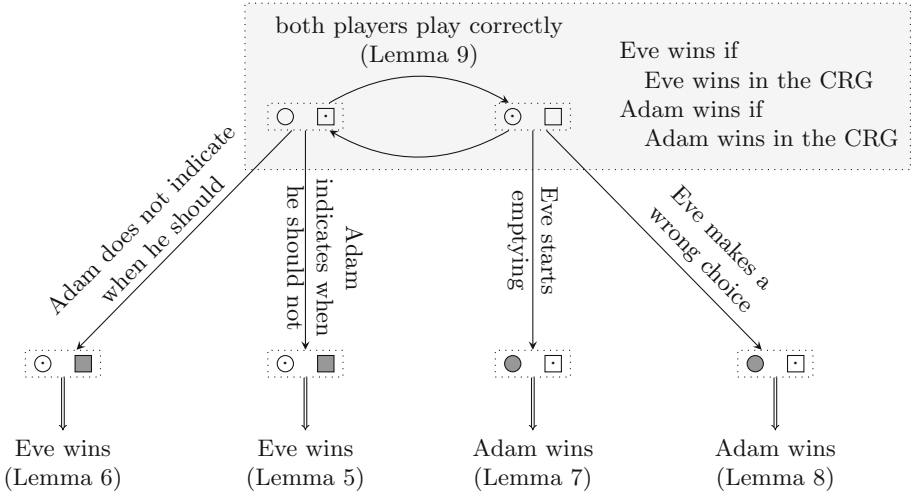 both players play correctly
(Lemma 9)
Eve wins if
Eve wins in the CRG
Adam wins if
Adam wins in the CRG
Adam does not indicate
when he should
Adam
indicates when
he should not
Eve starts
emptying
Eve makes a
wrong choice
Eve wins
(Lemma 6)
Eve wins
(Lemma 5)
Adam wins
(Lemma 7)
Adam wins
(Lemma 8)